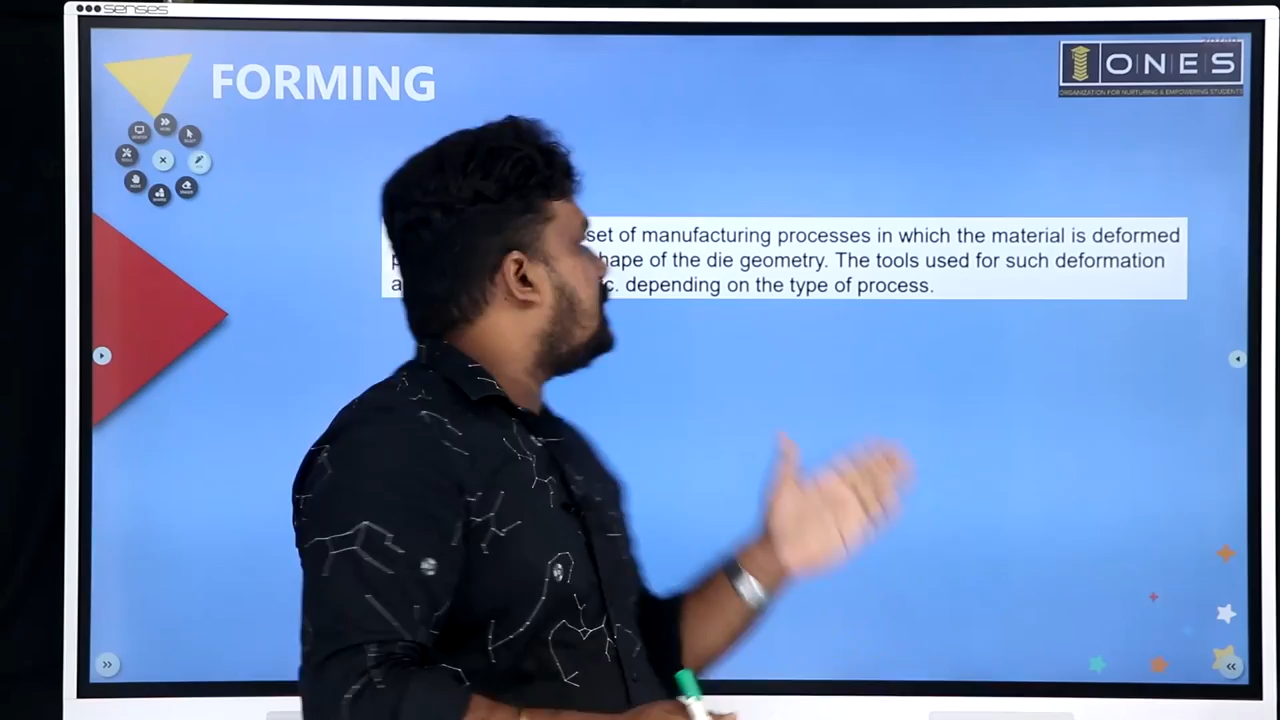 senses
FORMING
I|O|N|E|S
ORGANIZATION FOR NURTURING & EMPOWERING STUDENTS
set of manufacturing processes in which the material is deformed
hape of the die geometry. The tools used for such deformation
c. depending on the type of process.